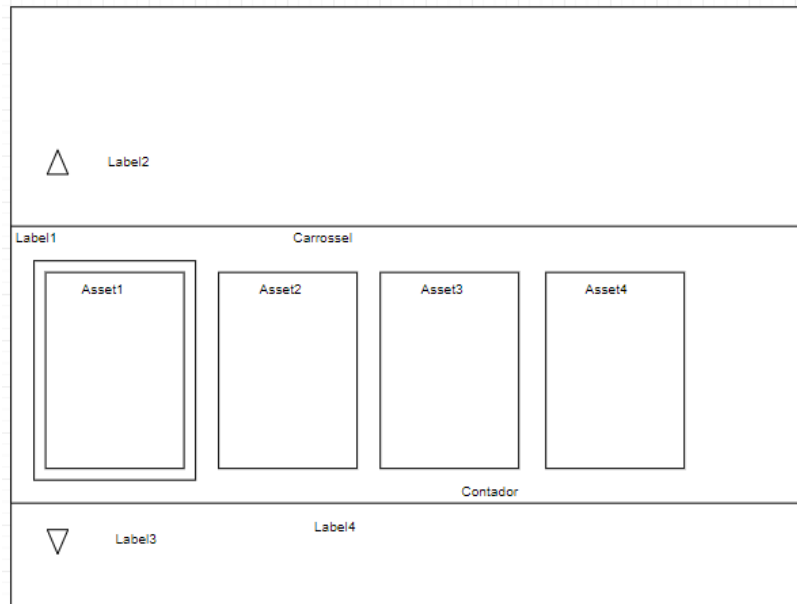 Label2
Label1
Carrossel
Asset1
Asset2
Asset3
Asset4
Contador
Label3
Label4